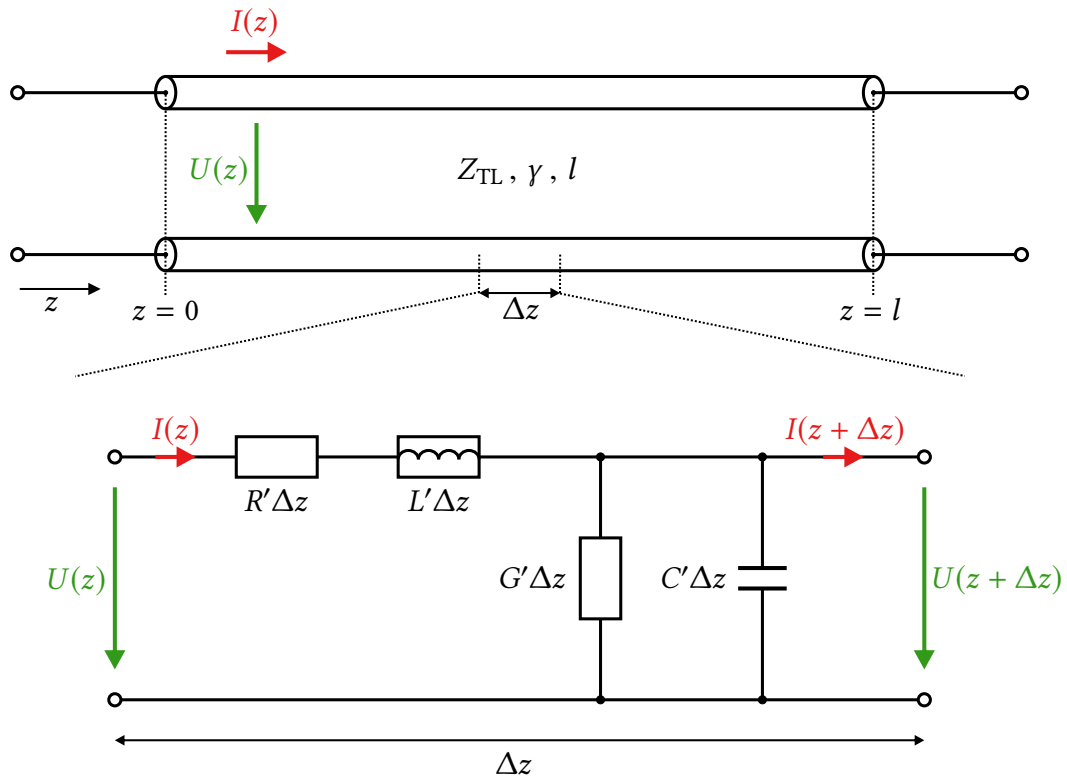 I(z)
U(z)
Z_TL , γ , l
z
z = 0
Δz
z = l
I(z)
I(z + Δz)
R′Δz
L′Δz
U(z)
G′Δz
C′Δz
U(z + Δz)
Δz